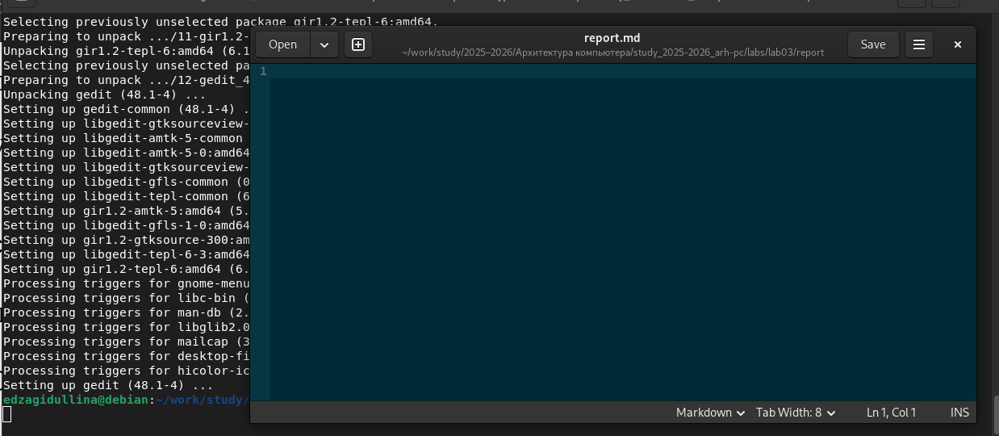 Selecting previously unselected package gir1.2-tepl-6:amd64.
Preparing to unpack .../11-gir1.2-
Unpacking gir1.2-tepl-6:amd64 (6.1
Selecting previously unselected pa
Preparing to unpack .../12-gedit_4
Unpacking gedit (48.1-4) ...
Setting up gedit-common (48.1-4) .
Setting up libgedit-gtksourceview-
Setting up libgedit-amtk-5-common
Setting up libgedit-amtk-5-0:amd64
Setting up libgedit-gtksourceview-
Setting up libgedit-gfls-common (0
Setting up libgedit-tepl-common (6
Setting up gir1.2-amtk-5:amd64 (5.
Setting up libgedit-gfls-1-0:amd64
Setting up gir1.2-gtksource-300:am
Setting up libgedit-tepl-6-3:amd64
Setting up gir1.2-tepl-6:amd64 (6.
Processing triggers for gnome-menu
Processing triggers for libc-bin (
Processing triggers for man-db (2.
Processing triggers for libglib2.0
Processing triggers for mailcap (3
Processing triggers for desktop-fi
Processing triggers for hicolor-ic
Setting up gedit (48.1-4) ...
edzagidullina@debian:~/work/study/
Open
report.md
~/work/study/2025–2026/Архитектура компьютера/study_2025-2026_arh-pc/labs/lab03/report
Save
1
Markdown Tab Width: 8 Ln 1, Col 1 INS